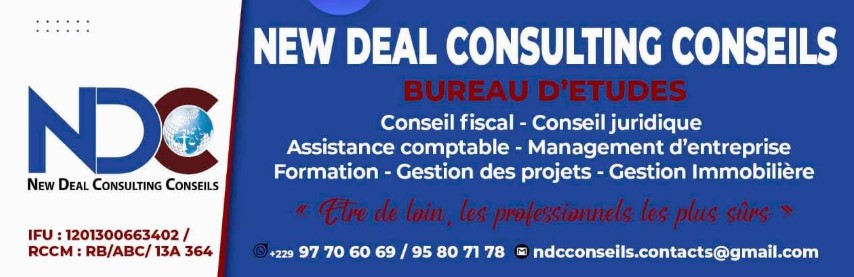 NDC
NEW DEAL CONSULTING CONSEILS
IFU : 1201300663402 /
RCCM : RB/ABC/ 13A 364
NEW DEAL CONSULTING CONSEILS
BUREAU D'ETUDES
Conseil fiscal - Conseil juridique
Assistance comptable - Management d'entreprise
Formation - Gestion des projets - Gestion Immobilière
« Etre de loin, les professionnels les plus sûrs »
+229 97 70 60 69 / 95 80 71 78 ndcconseils.contacts@gmail.com